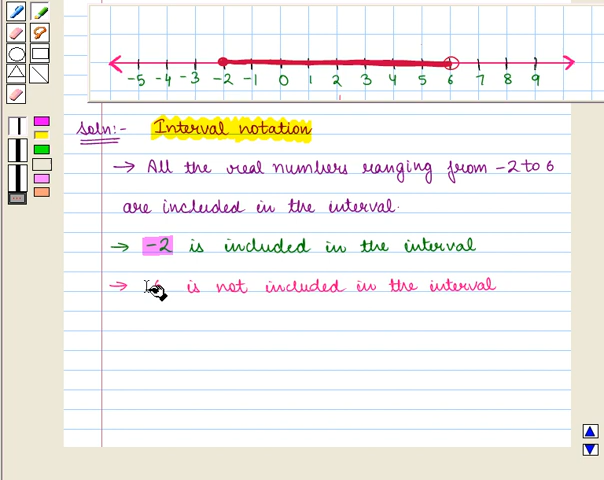 -5 -4 -3 -2 -1 0 1 2 3 4 5 6 7 8 9
Soln:- Interval notation
→ All the real numbers ranging from -2 to 6
are included in the interval.
→ -2 is included in the interval
→ is not included in the interval